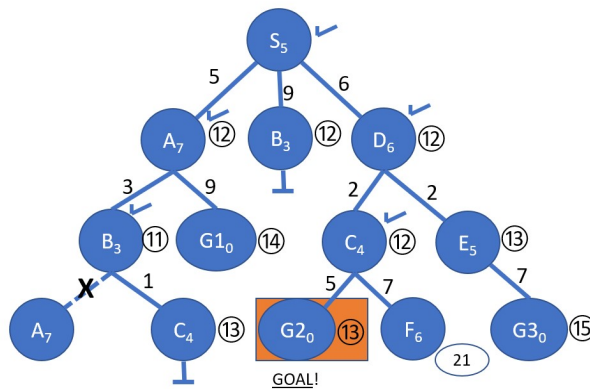 S₅
5 9 6
A₇ ⑫ B₃ ⑫ D₆ ⑫
3 9 2 2
B₃ ⑪ G1₀ ⑭ C₄ ⑫ E₅ ⑬
X 1 5 7 7
A₇ C₄ ⑬ G2₀ ⑬ F₆ G3₀ ⑮
21
GOAL!